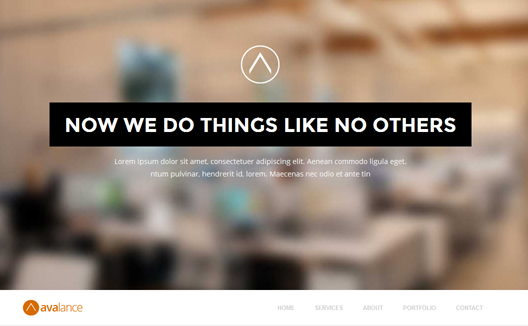 NOW WE DO THINGS LIKE NO OTHERS
Lorem ipsum dolor sit amet, consectetuer adipiscing elit. Aenean commodo ligula eget,
ntum pulvinar, hendrerit id, lorem. Maecenas nec odio et ante tin
avalance
HOME SERVICES ABOUT PORTFOLIO CONTACT